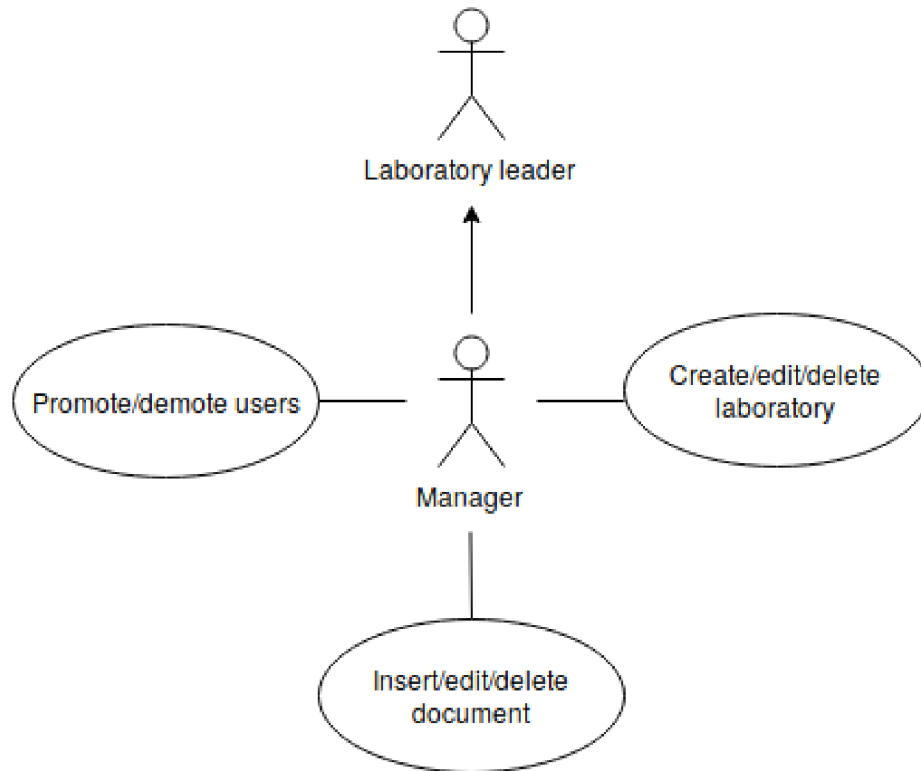 Laboratory leader
Promote/demote users
Create/edit/delete
laboratory
Manager
Insert/edit/delete
document